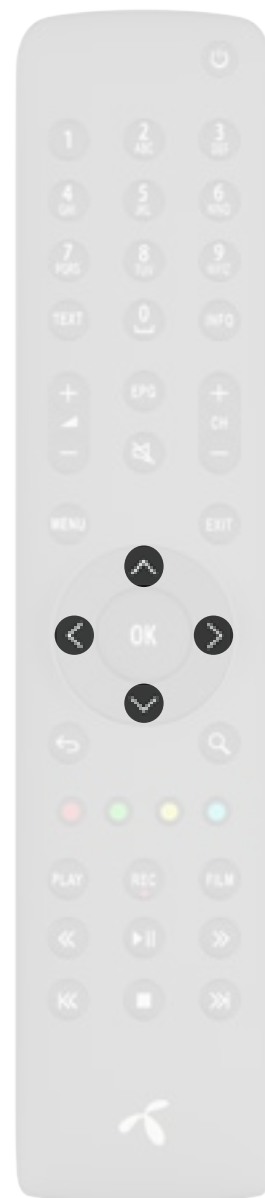 1 2 3
ABC DEF
4 5 6
GHI JKL MNO
7 8 9
PQRS TUV WXYZ
TEXT 0 INFO
+ EPG +
CH
- -
MENU EXIT
OK
PLAY REC FILM